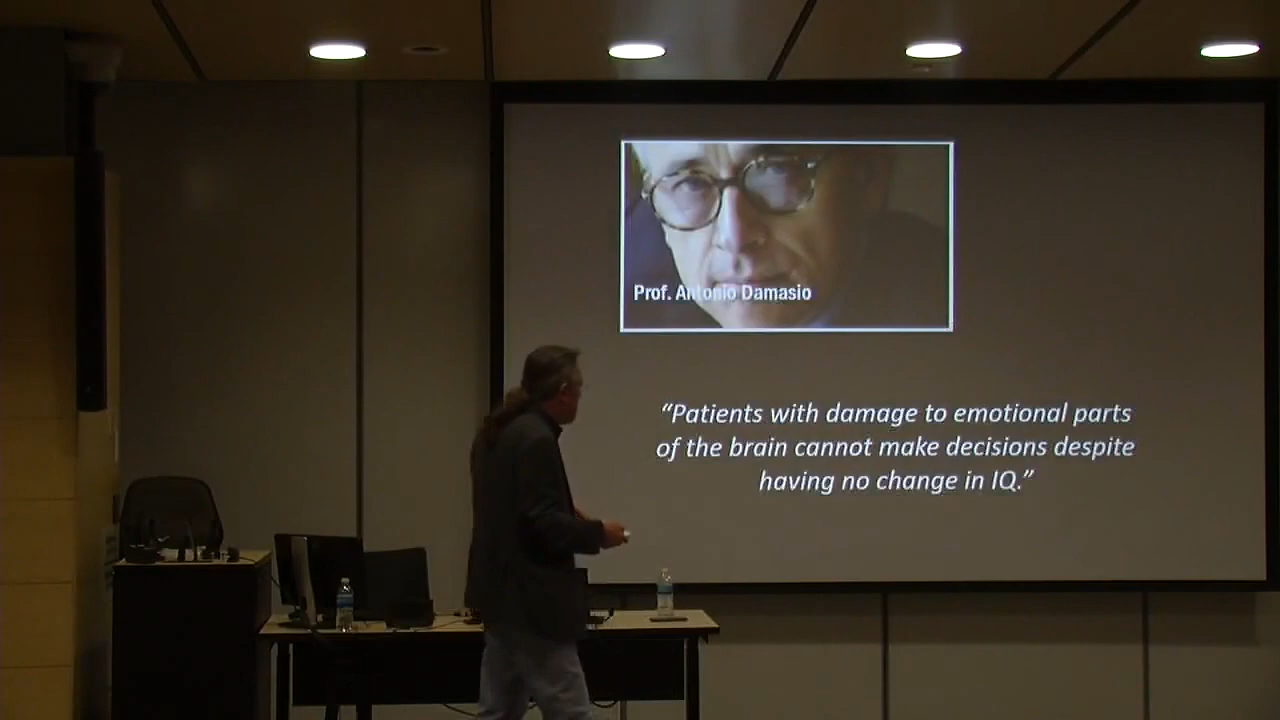 Prof. Antonio Damasio
“Patients with damage to emotional parts
of the brain cannot make decisions despite
having no change in IQ.”